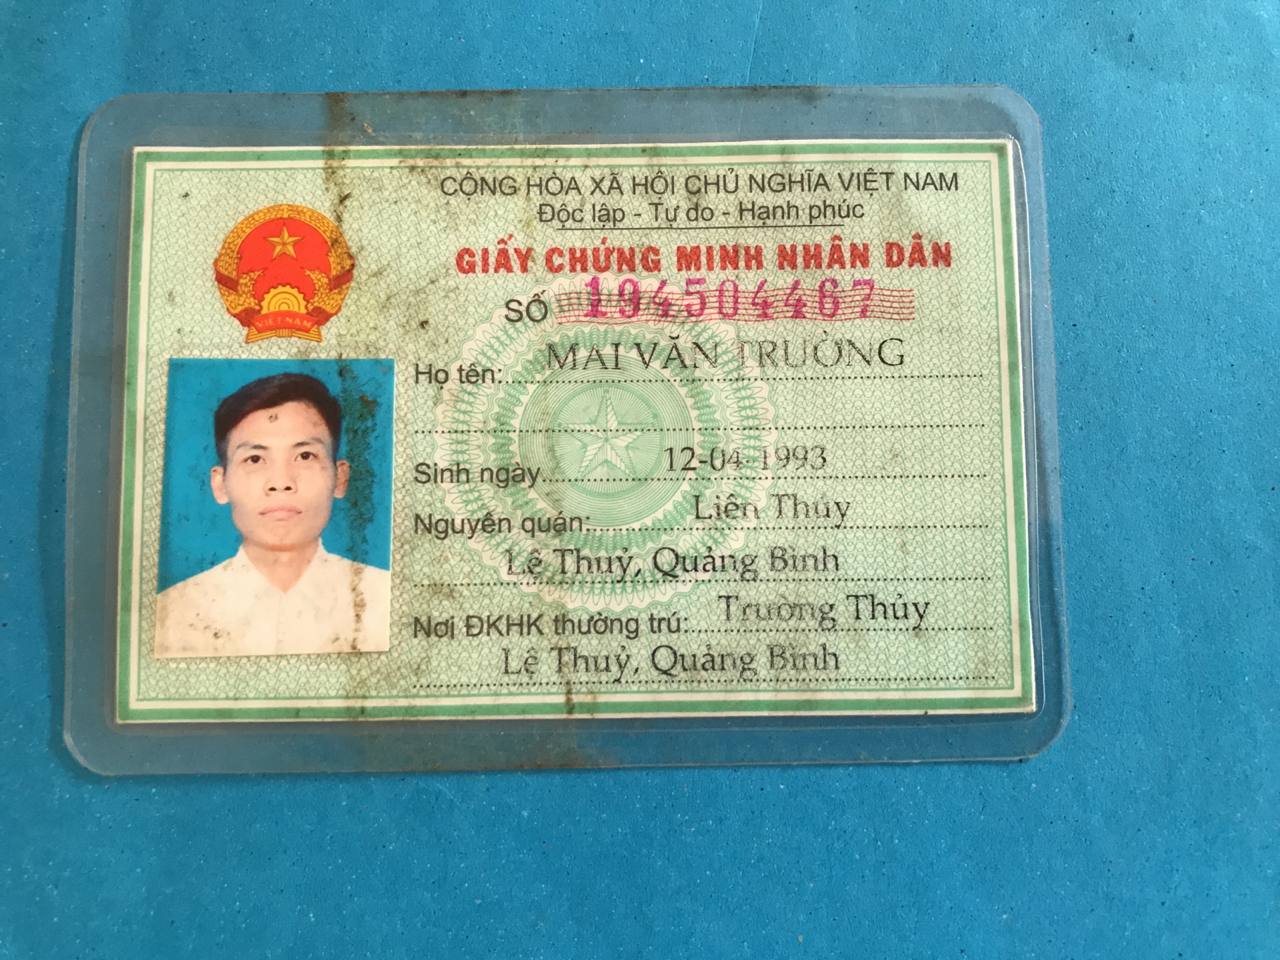 CỘNG HÒA XÃ HỘI CHỦ NGHĨA VIỆT NAM
Độc lập - Tự do - Hạnh phúc
GIẤY CHỨNG MINH NHÂN DÂN
SỐ 194504467
Họ tên: MAI VĂN TRƯỜNG
Sinh ngày 12-04-1993
Nguyên quán: Liên Thủy
Lệ Thuỷ, Quảng Bình
Nơi ĐKHK thường trú: Trường Thủy
Lệ Thuỷ, Quảng Bình
VIỆT NAM